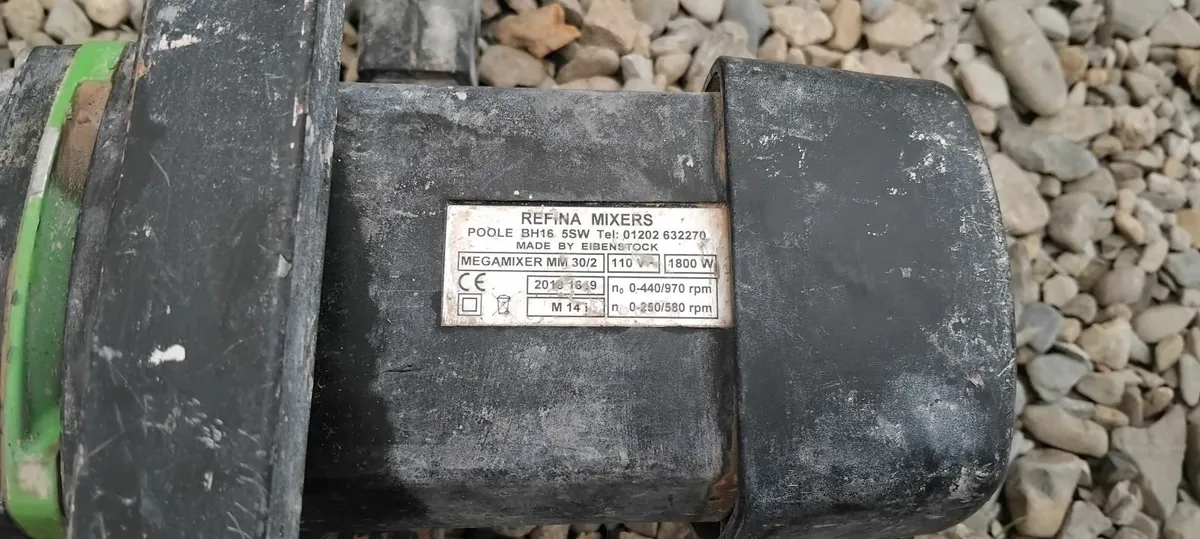 REFINA MIXERS
POOLE BH16 5SW Tel: 01202 632270
MADE BY EIBENSTOCK
MEGAMIXER MM 30/2 110 V 1800 W
CE n₀ 0-440/970 rpm
M 14 n 0-250/580 rpm